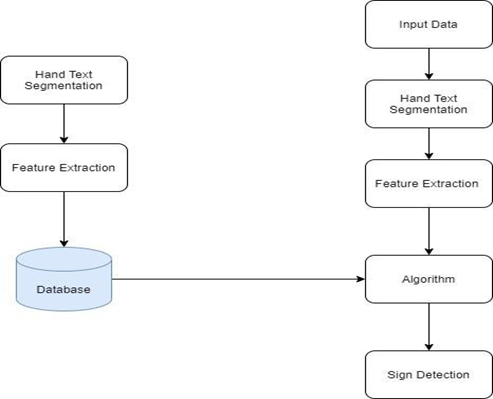 Input Data
Hand Text
Segmentation
Hand Text
Segmentation
Feature Extraction
Feature Extraction
Database
Algorithm
Sign Detection